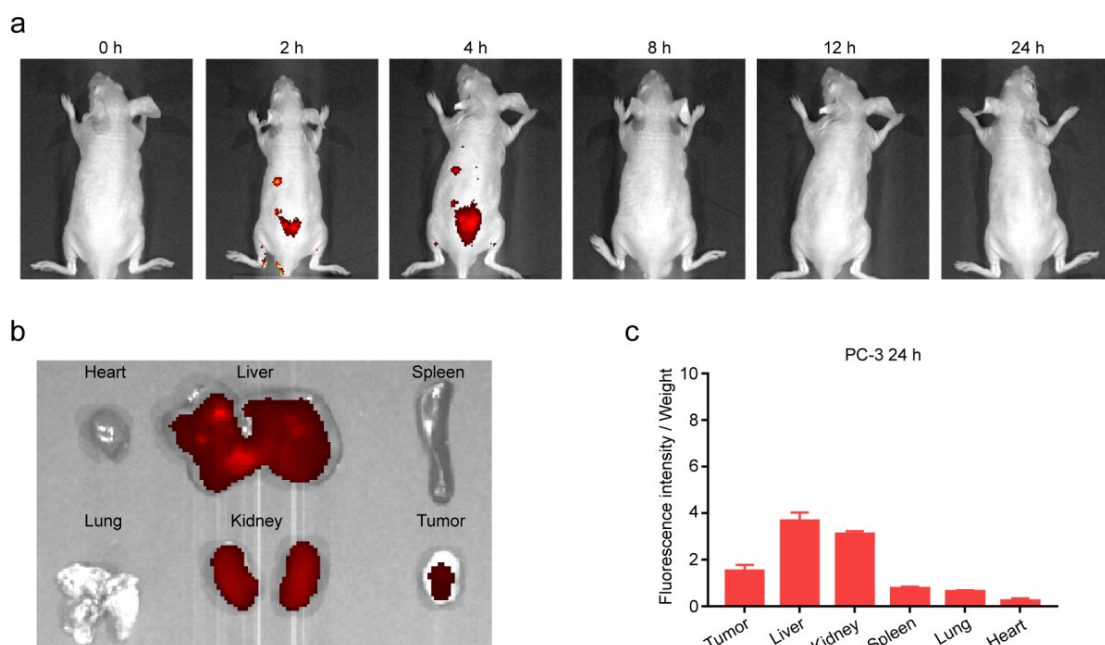 a
0 h
2 h
4 h
8 h
12 h
24 h
b
Heart
Liver
Spleen
Lung
Kidney
Tumor
c
PC-3 24 h
Fluorescence intensity / Weight
10
8
6
4
2
0
Tumor
Liver
Kidney
Spleen
Lung
Heart